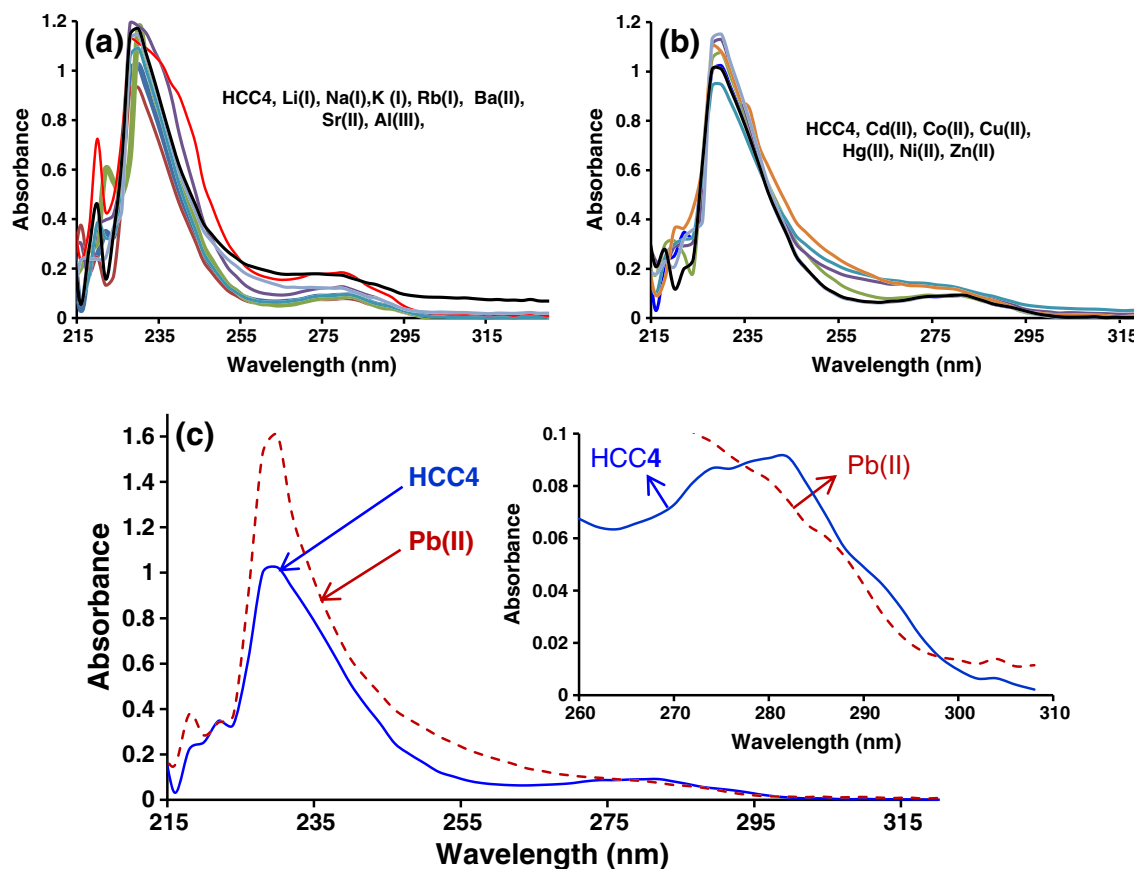 (a)
HCC4, Li(I), Na(I),K (I), Rb(I), Ba(II),
Sr(II), Al(III),
Absorbance
1.2
1
0.8
0.6
0.4
0.2
0
215 235 255 275 295 315
Wavelength (nm)
(b)
HCC4, Cd(II), Co(II), Cu(II),
Hg(II), Ni(II), Zn(II)
Absorbance
1.2
1
0.8
0.6
0.4
0.2
0
215 235 255 275 295 315
Wavelength (nm)
(c)
HCC4
Pb(II)
Absorbance
1.6
1.4
1.2
1
0.8
0.6
0.4
0.2
0
215 235 255 275 295 315
Wavelength (nm)
HCC4
Pb(II)
Absorbance
0.1
0.08
0.06
0.04
0.02
0
260 270 280 290 300 310
Wavelength (nm)